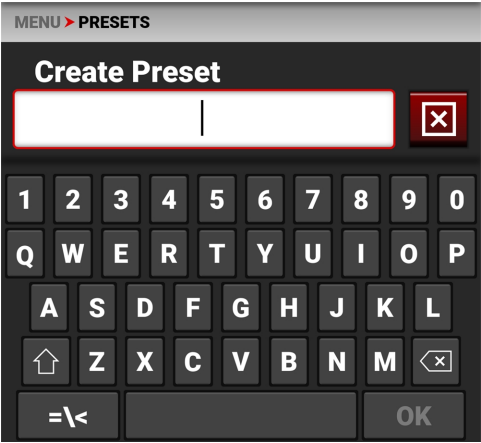 MENU > PRESETS
Create Preset
1 2 3 4 5 6 7 8 9 0
Q W E R T Y U I O P
A S D F G H J K L
Z X C V B N M
=\< OK